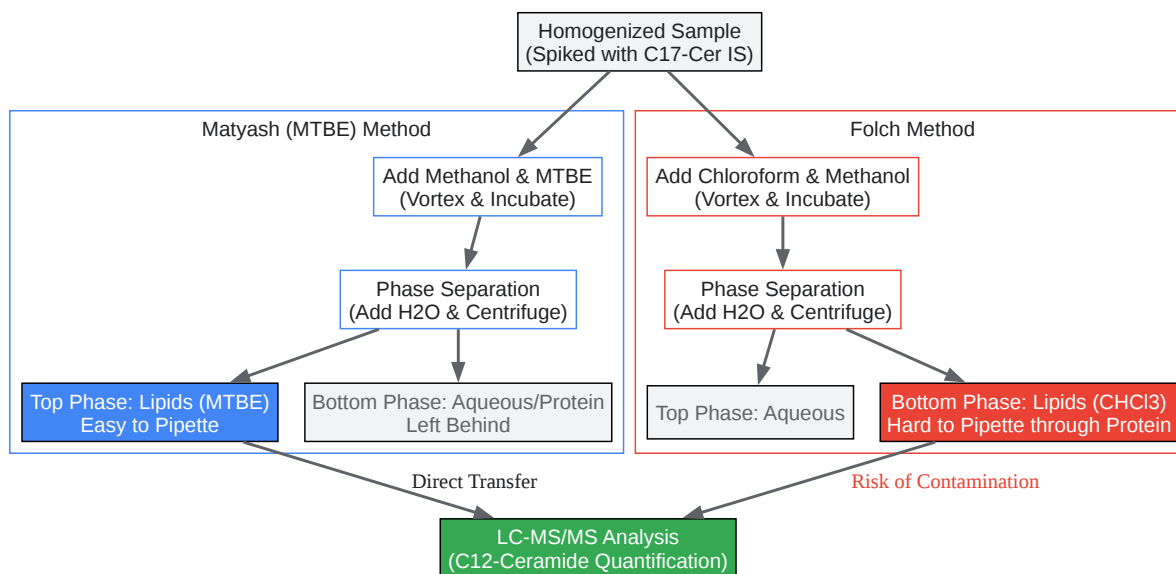 Homogenized Sample
(Spiked with C17-Cer IS)
Matyash (MTBE) Method
Folch Method
Add Methanol & MTBE
(Vortex & Incubate)
Add Chloroform & Methanol
(Vortex & Incubate)
Phase Separation
(Add H2O & Centrifuge)
Phase Separation
(Add H2O & Centrifuge)
Top Phase: Lipids (MTBE)
Easy to Pipette
Bottom Phase: Aqueous/Protein
Left Behind
Top Phase: Aqueous
Bottom Phase: Lipids (CHCl3)
Hard to Pipette through Protein
Direct Transfer
Risk of Contamination
LC-MS/MS Analysis
(C12-Ceramide Quantification)